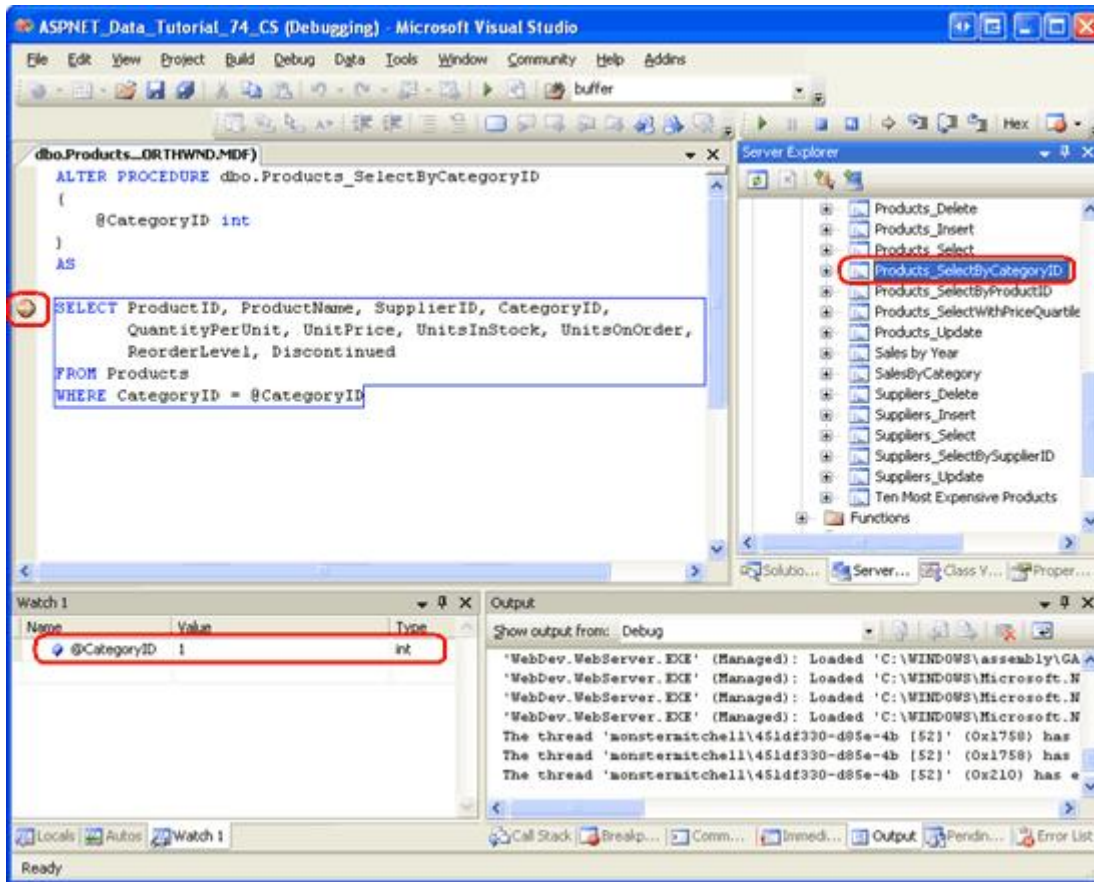 ASPNET_Data_Tutorial_74_CS (Debugging) - Microsoft Visual Studio
File Edit View Project Build Debug Data Tools Window Community Help Addins
buffer
Hex
dbo.Products...ORTHWND.MDF)
ALTER PROCEDURE dbo.Products_SelectByCategoryID
(
@CategoryID int
)
AS
SELECT ProductID, ProductName, SupplierID, CategoryID,
QuantityPerUnit, UnitPrice, UnitsInStock, UnitsOnOrder,
ReorderLevel, Discontinued
FROM Products
WHERE CategoryID = @CategoryID
Server Explorer
Products_Delete
Products_Insert
Products_Select
Products_SelectByCategoryID
Products_SelectByProductID
Products_SelectWithPriceQuartile
Products_Update
Sales by Year
SalesByCategory
Suppliers_Delete
Suppliers_Insert
Suppliers_Select
Suppliers_SelectBySupplierID
Suppliers_Update
Ten Most Expensive Products
Functions
Solutio... Server... Class V... Proper...
Watch 1
Name Value Type
@CategoryID 1 int
Locals Autos Watch 1
Output
Show output from: Debug
'WebDev.WebServer.EXE' (Managed): Loaded 'C:\WINDOWS\assembly\GA
'WebDev.WebServer.EXE' (Managed): Loaded 'C:\WINDOWS\Microsoft.N
'WebDev.WebServer.EXE' (Managed): Loaded 'C:\WINDOWS\Microsoft.N
'WebDev.WebServer.EXE' (Managed): Loaded 'C:\WINDOWS\Microsoft.N
The thread 'monstermitchell\451df330-d85e-4b [52]' (0x1758) has
The thread 'monstermitchell\451df330-d85e-4b [52]' (0x1758) has
The thread 'monstermitchell\451df330-d85e-4b [52]' (0x210) has e
Call Stack Breakp... Comm... Immedi... Output Pendin... Error List
Ready